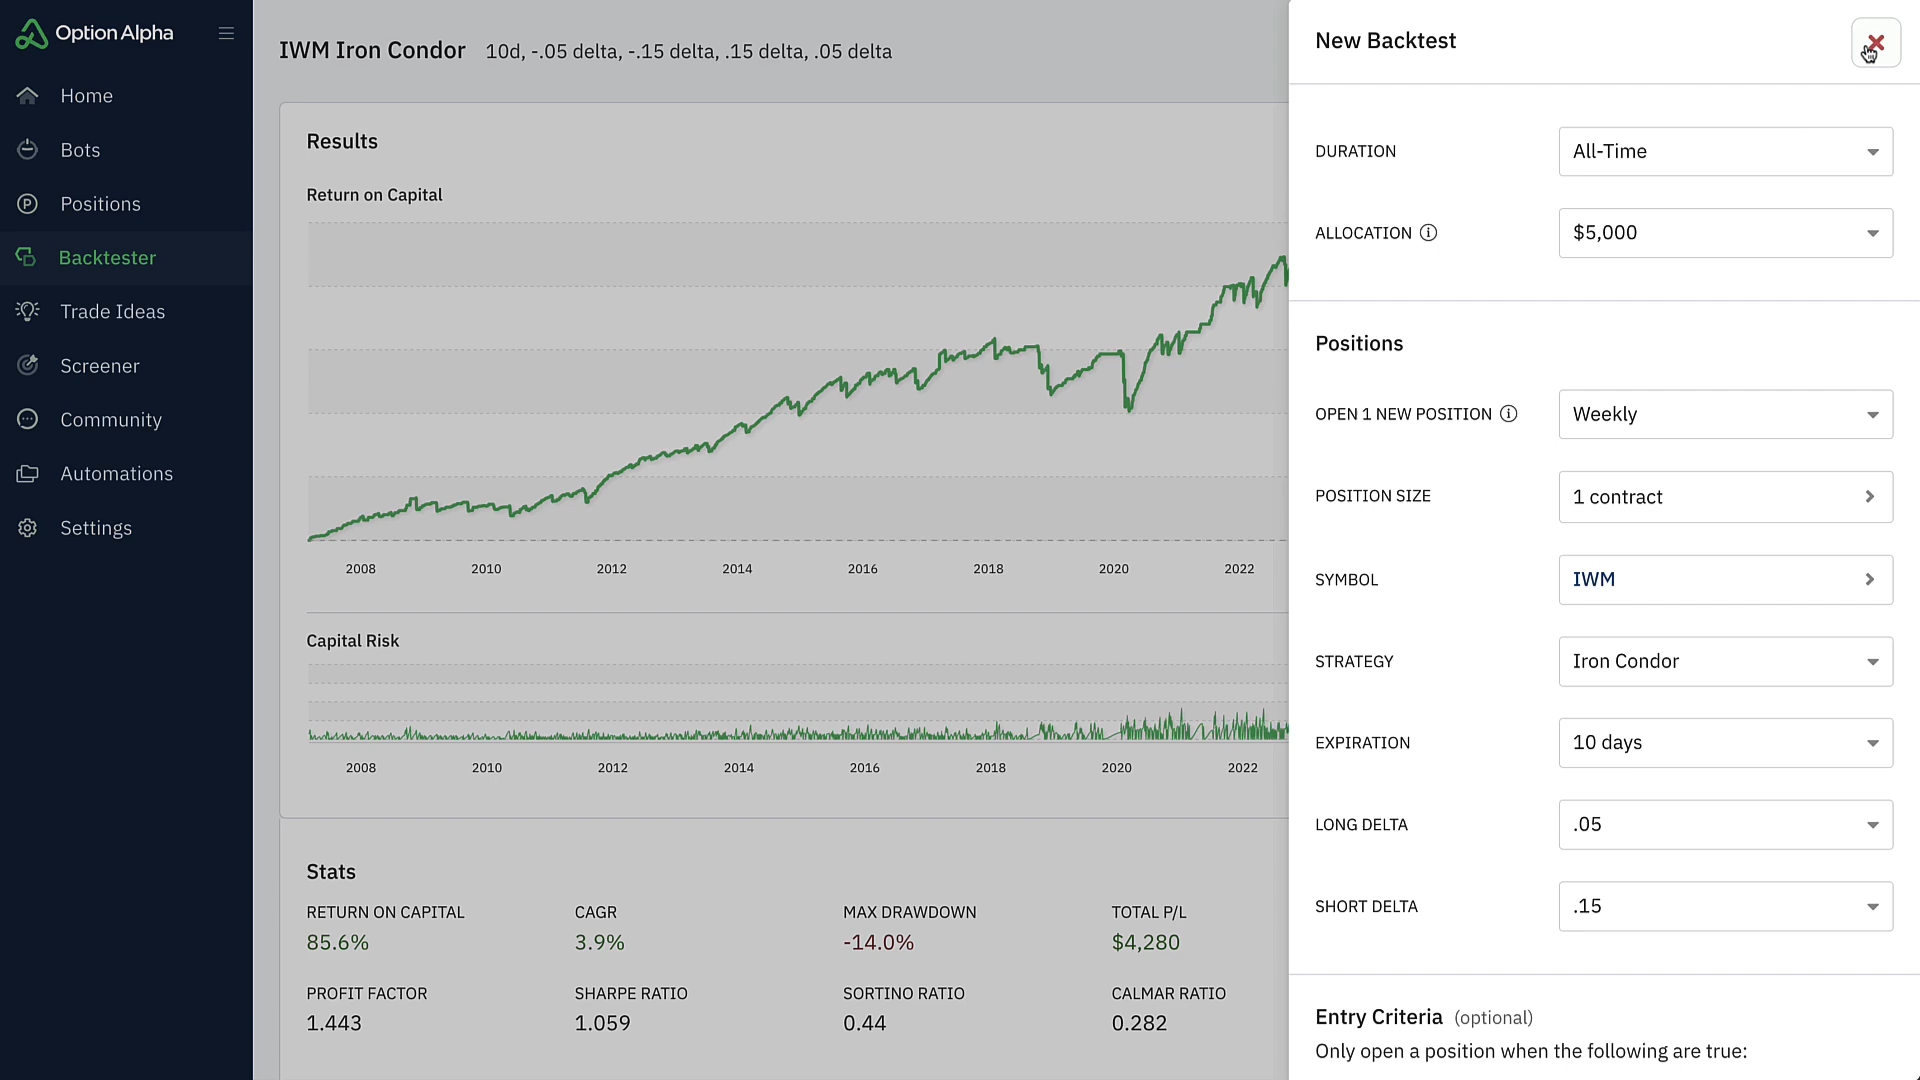 Option Alpha
Home
Bots
Positions
Backtester
Trade Ideas
Screener
Community
Automations
Settings
IWM Iron Condor 10d, -.05 delta, -.15 delta, .15 delta, .05 delta
Results
Return on Capital
2008 2010 2012 2014 2016 2018 2020 2022
Capital Risk
2008 2010 2012 2014 2016 2018 2020 2022
Stats
RETURN ON CAPITAL CAGR MAX DRAWDOWN TOTAL P/L
85.6% 3.9% -14.0% $4,280
PROFIT FACTOR SHARPE RATIO SORTINO RATIO CALMAR RATIO
1.443 1.059 0.44 0.282
New Backtest
DURATION All-Time
ALLOCATION $5,000
Positions
OPEN 1 NEW POSITION Weekly
POSITION SIZE 1 contract
SYMBOL IWM
STRATEGY Iron Condor
EXPIRATION 10 days
LONG DELTA .05
SHORT DELTA .15
Entry Criteria (optional)
Only open a position when the following are true: